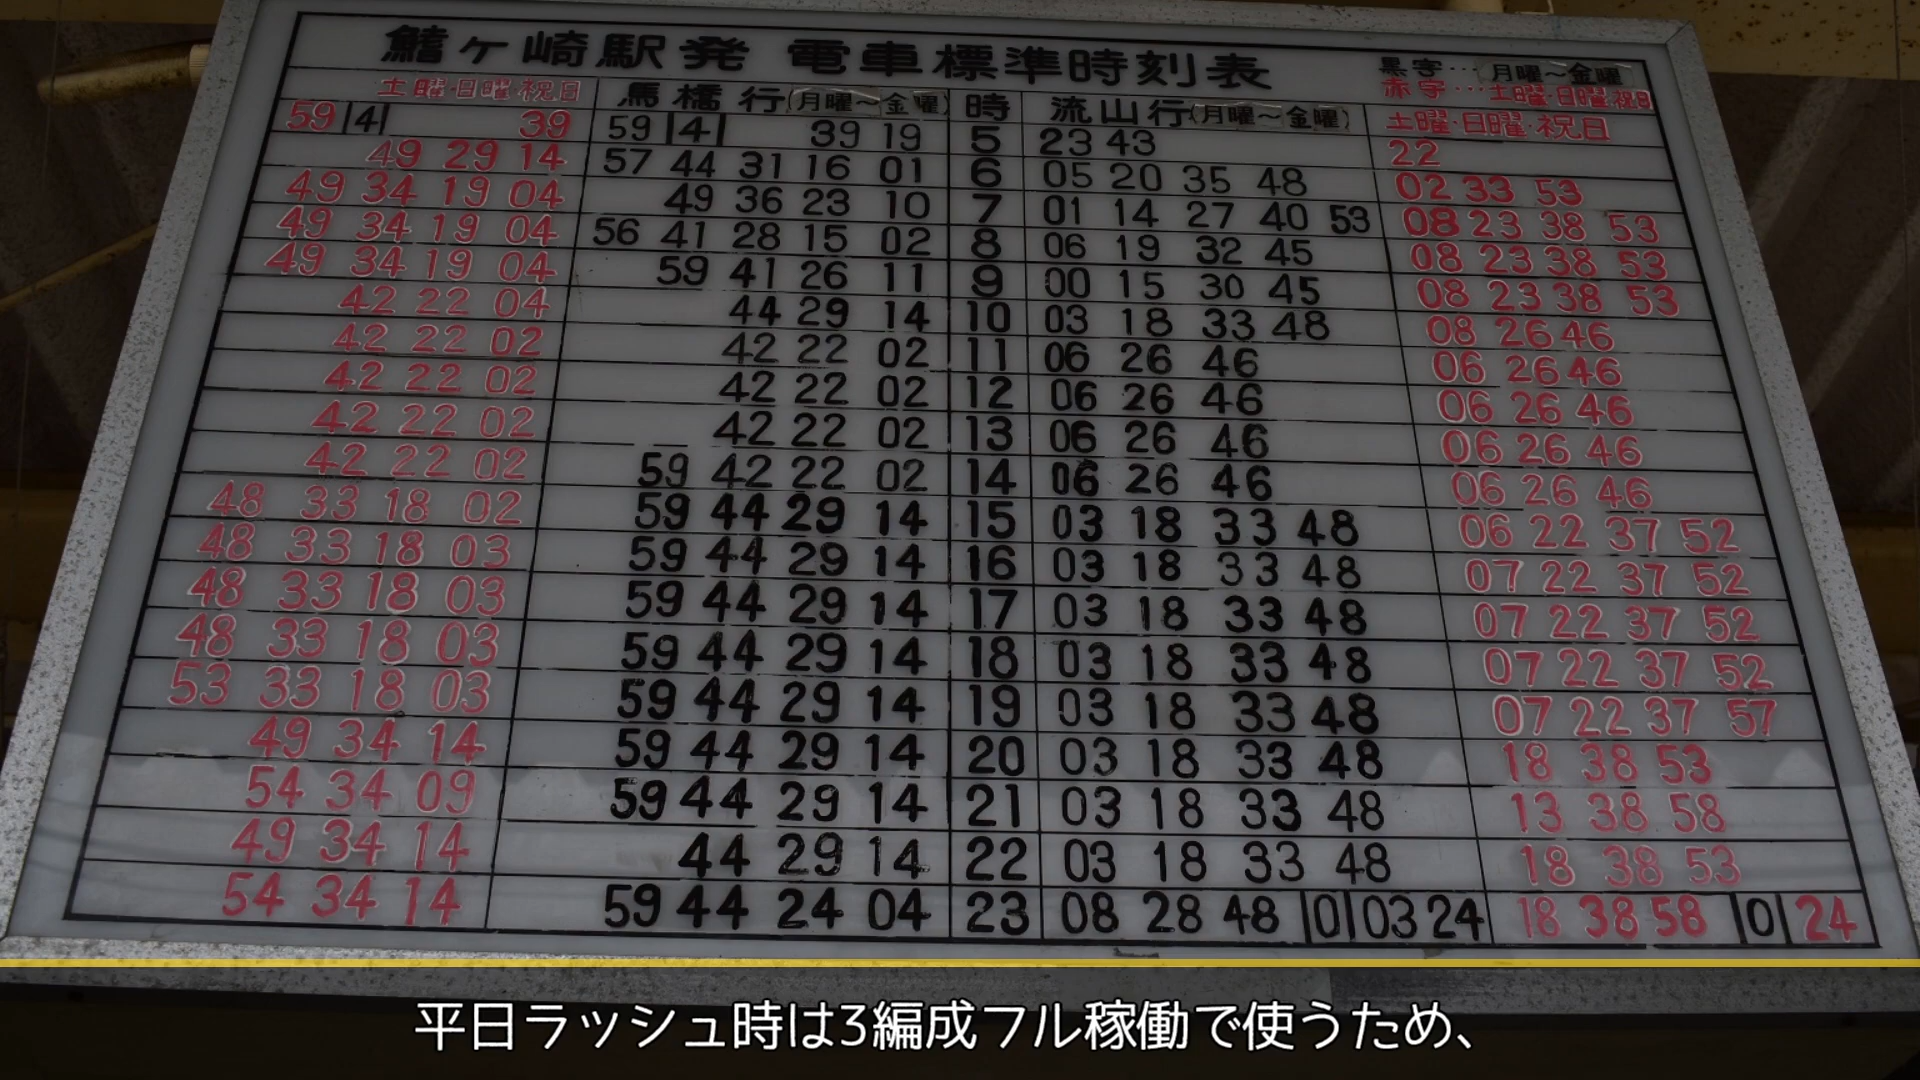 鰭ヶ崎駅発 電車標準時刻表
黒字…月曜～金曜
赤字…土曜・日曜・祝日
土曜・日曜・祝日 馬橋行(月曜～金曜) 時 流山行(月曜～金曜) 土曜・日曜・祝日
59 |4| 39 59 |4| 39 19 5 23 43 22
49 29 14 57 44 31 16 01 6 05 20 35 48 02 33 53
49 34 19 04 49 36 23 10 7 01 14 27 40 53 08 23 38 53
49 34 19 04 56 41 28 15 02 8 06 19 32 45 08 23 38 53
49 34 19 04 59 41 26 11 9 00 15 30 45 08 23 38 53
42 22 04 44 29 14 10 03 18 33 48 08 26 46
42 22 02 42 22 02 11 06 26 46 06 26 46
42 22 02 42 22 02 12 06 26 46 06 26 46
42 22 02 42 22 02 13 06 26 46 06 26 46
42 22 02 59 42 22 02 14 06 26 46 06 26 46
48 33 18 02 59 44 29 14 15 03 18 33 48 06 22 37 52
48 33 18 03 59 44 29 14 16 03 18 33 48 07 22 37 52
48 33 18 03 59 44 29 14 17 03 18 33 48 07 22 37 52
48 33 18 03 59 44 29 14 18 03 18 33 48 07 22 37 52
53 33 18 03 59 44 29 14 19 03 18 33 48 07 22 37 57
49 34 14 59 44 29 14 20 03 18 33 48 18 38 53
54 34 09 59 44 29 14 21 03 18 33 48 13 38 58
49 34 14 44 29 14 22 03 18 33 48 18 38 53
54 34 14 59 44 24 04 23 08 28 48 |0| 03 24 18 38 58 |0| 24
平日ラッシュ時は3編成フル稼働で使うため、